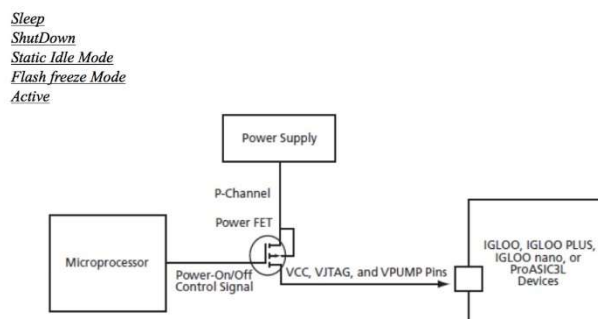 Sleep
ShutDown
Static Idle Mode
Flash freeze Mode
Active
Power Supply
P-Channel
Power FET
Microprocessor
Power-On/Off
Control Signal
VCC, VJTAG, and VPUMP Pins
IGLOO, IGLOO PLUS,
IGLOO nano, or
ProASIC3L
Devices